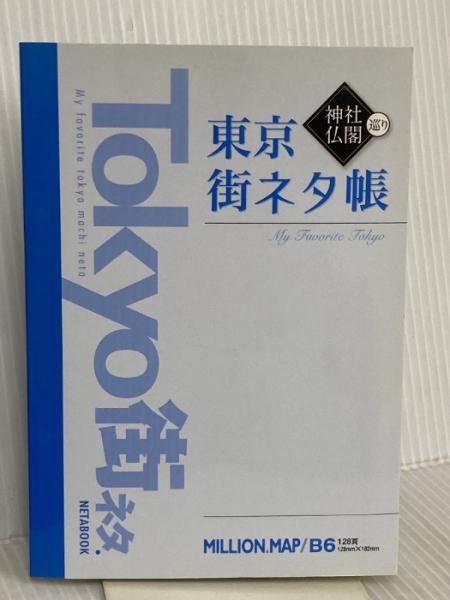 Tokyo街ネタ
My favorite tokyo machi neta
NETABOOK
東京
街ネタ帳
神社
仏閣
巡り
My Favorite Tokyo
MILLION.MAP/B6 128頁
128mm×182mm